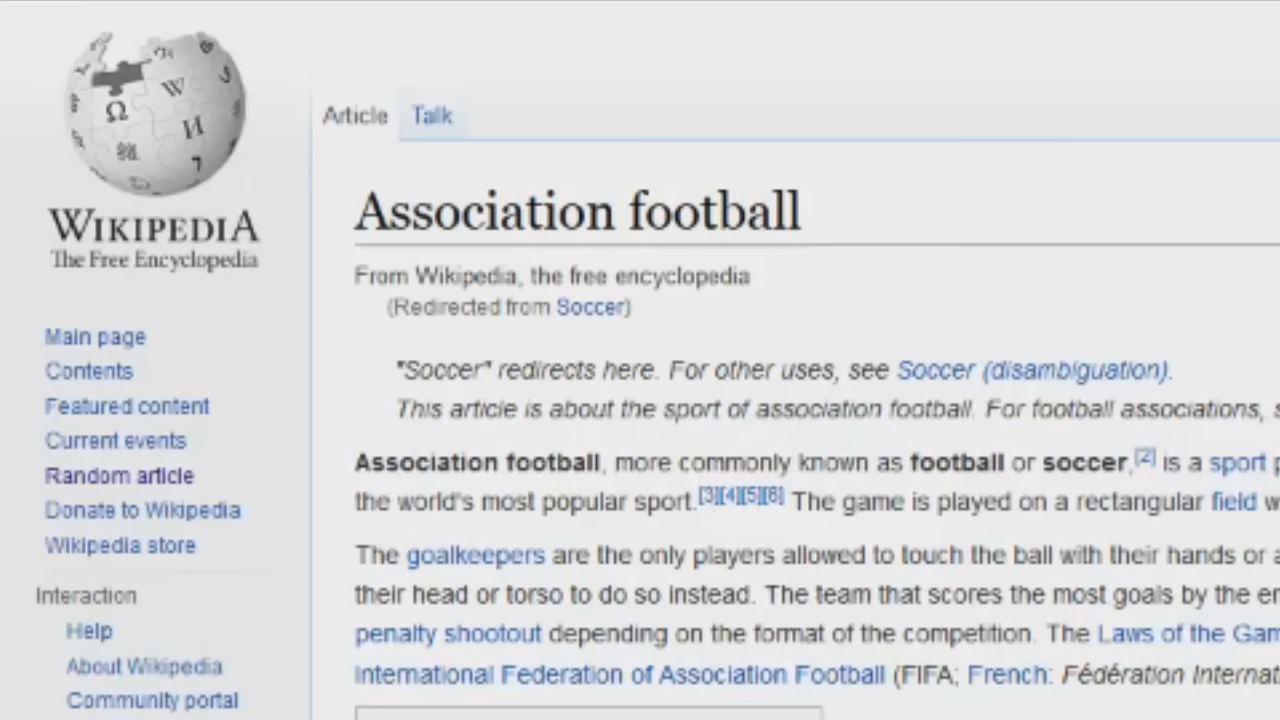 WIKIPEDIA
The Free Encyclopedia
Main page
Contents
Featured content
Current events
Random article
Donate to Wikipedia
Wikipedia store
Interaction
Help
About Wikipedia
Community portal
Article Talk
Association football
From Wikipedia, the free encyclopedia
(Redirected from Soccer)
"Soccer" redirects here. For other uses, see Soccer (disambiguation).
This article is about the sport of association football. For football associations,
Association football, more commonly known as football or soccer,[2] is a sport
the world's most popular sport.[3][4][5][6] The game is played on a rectangular field
The goalkeepers are the only players allowed to touch the ball with their hands or
their head or torso to do so instead. The team that scores the most goals by the
penalty shootout depending on the format of the competition. The Laws of the Gam
International Federation of Association Football (FIFA; French: Fédération Internat